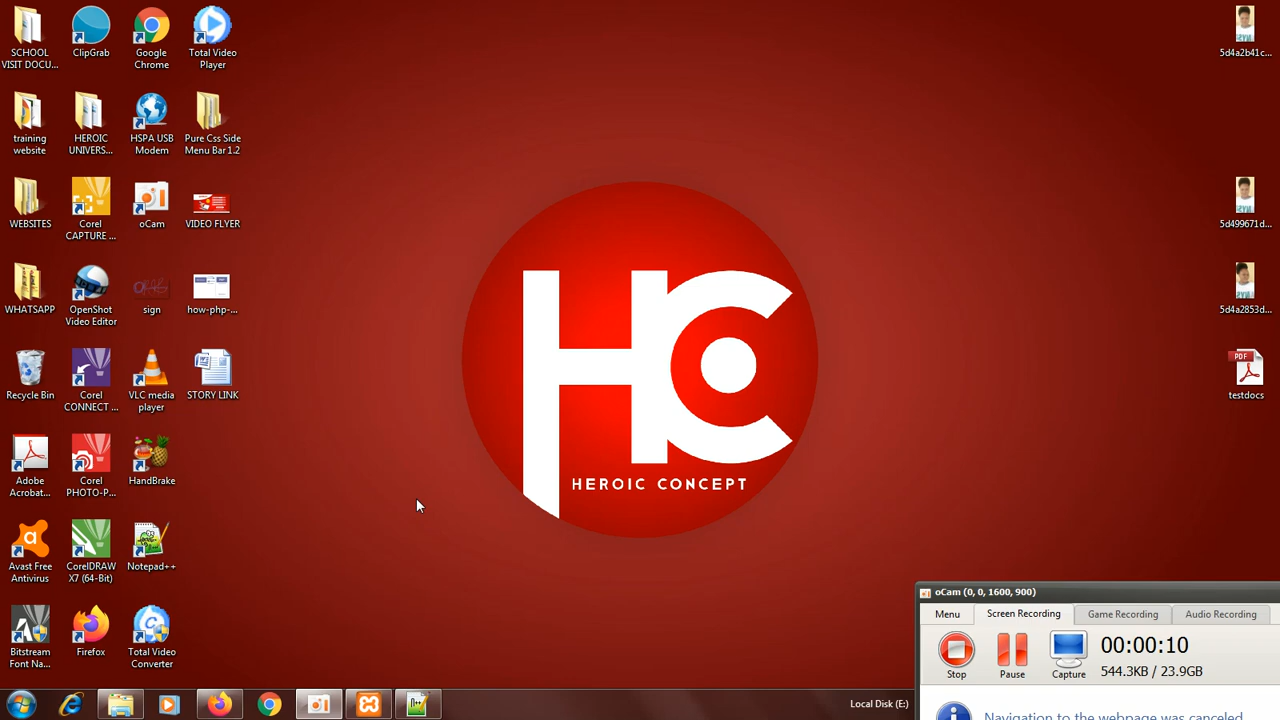 SCHOOL
VISIT DOCU...
ClipGrab
Google
Chrome
Total Video
Player
5d4a2b41c...
training
website
HEROIC
UNIVERS...
HSPA USB
Modem
Pure Css Side
Menu Bar 1.2
WEBSITES
Corel
CAPTURE ...
oCam
VIDEO FLYER
5d499671d...
WHATSAPP
OpenShot
Video Editor
sign
how-php-...
5d4a2853d...
Recycle Bin
Corel
CONNECT ...
VLC media
player
STORY LINK
PDF
testdocs
Adobe
Acrobat...
Corel
PHOTO-P...
HandBrake
HC
HEROIC CONCEPT
Avast Free
Antivirus
CorelDRAW
X7 (64-Bit)
Notepad++
Bitstream
Font Na...
Firefox
Total Video
Converter
oCam (0, 0, 1600, 900)
Menu
Screen Recording
Game Recording
Audio Recording
Stop
Pause
Capture
00:00:10
544.3KB / 23.9GB
Navigation to the webpage was canceled
Local Disk (E:)